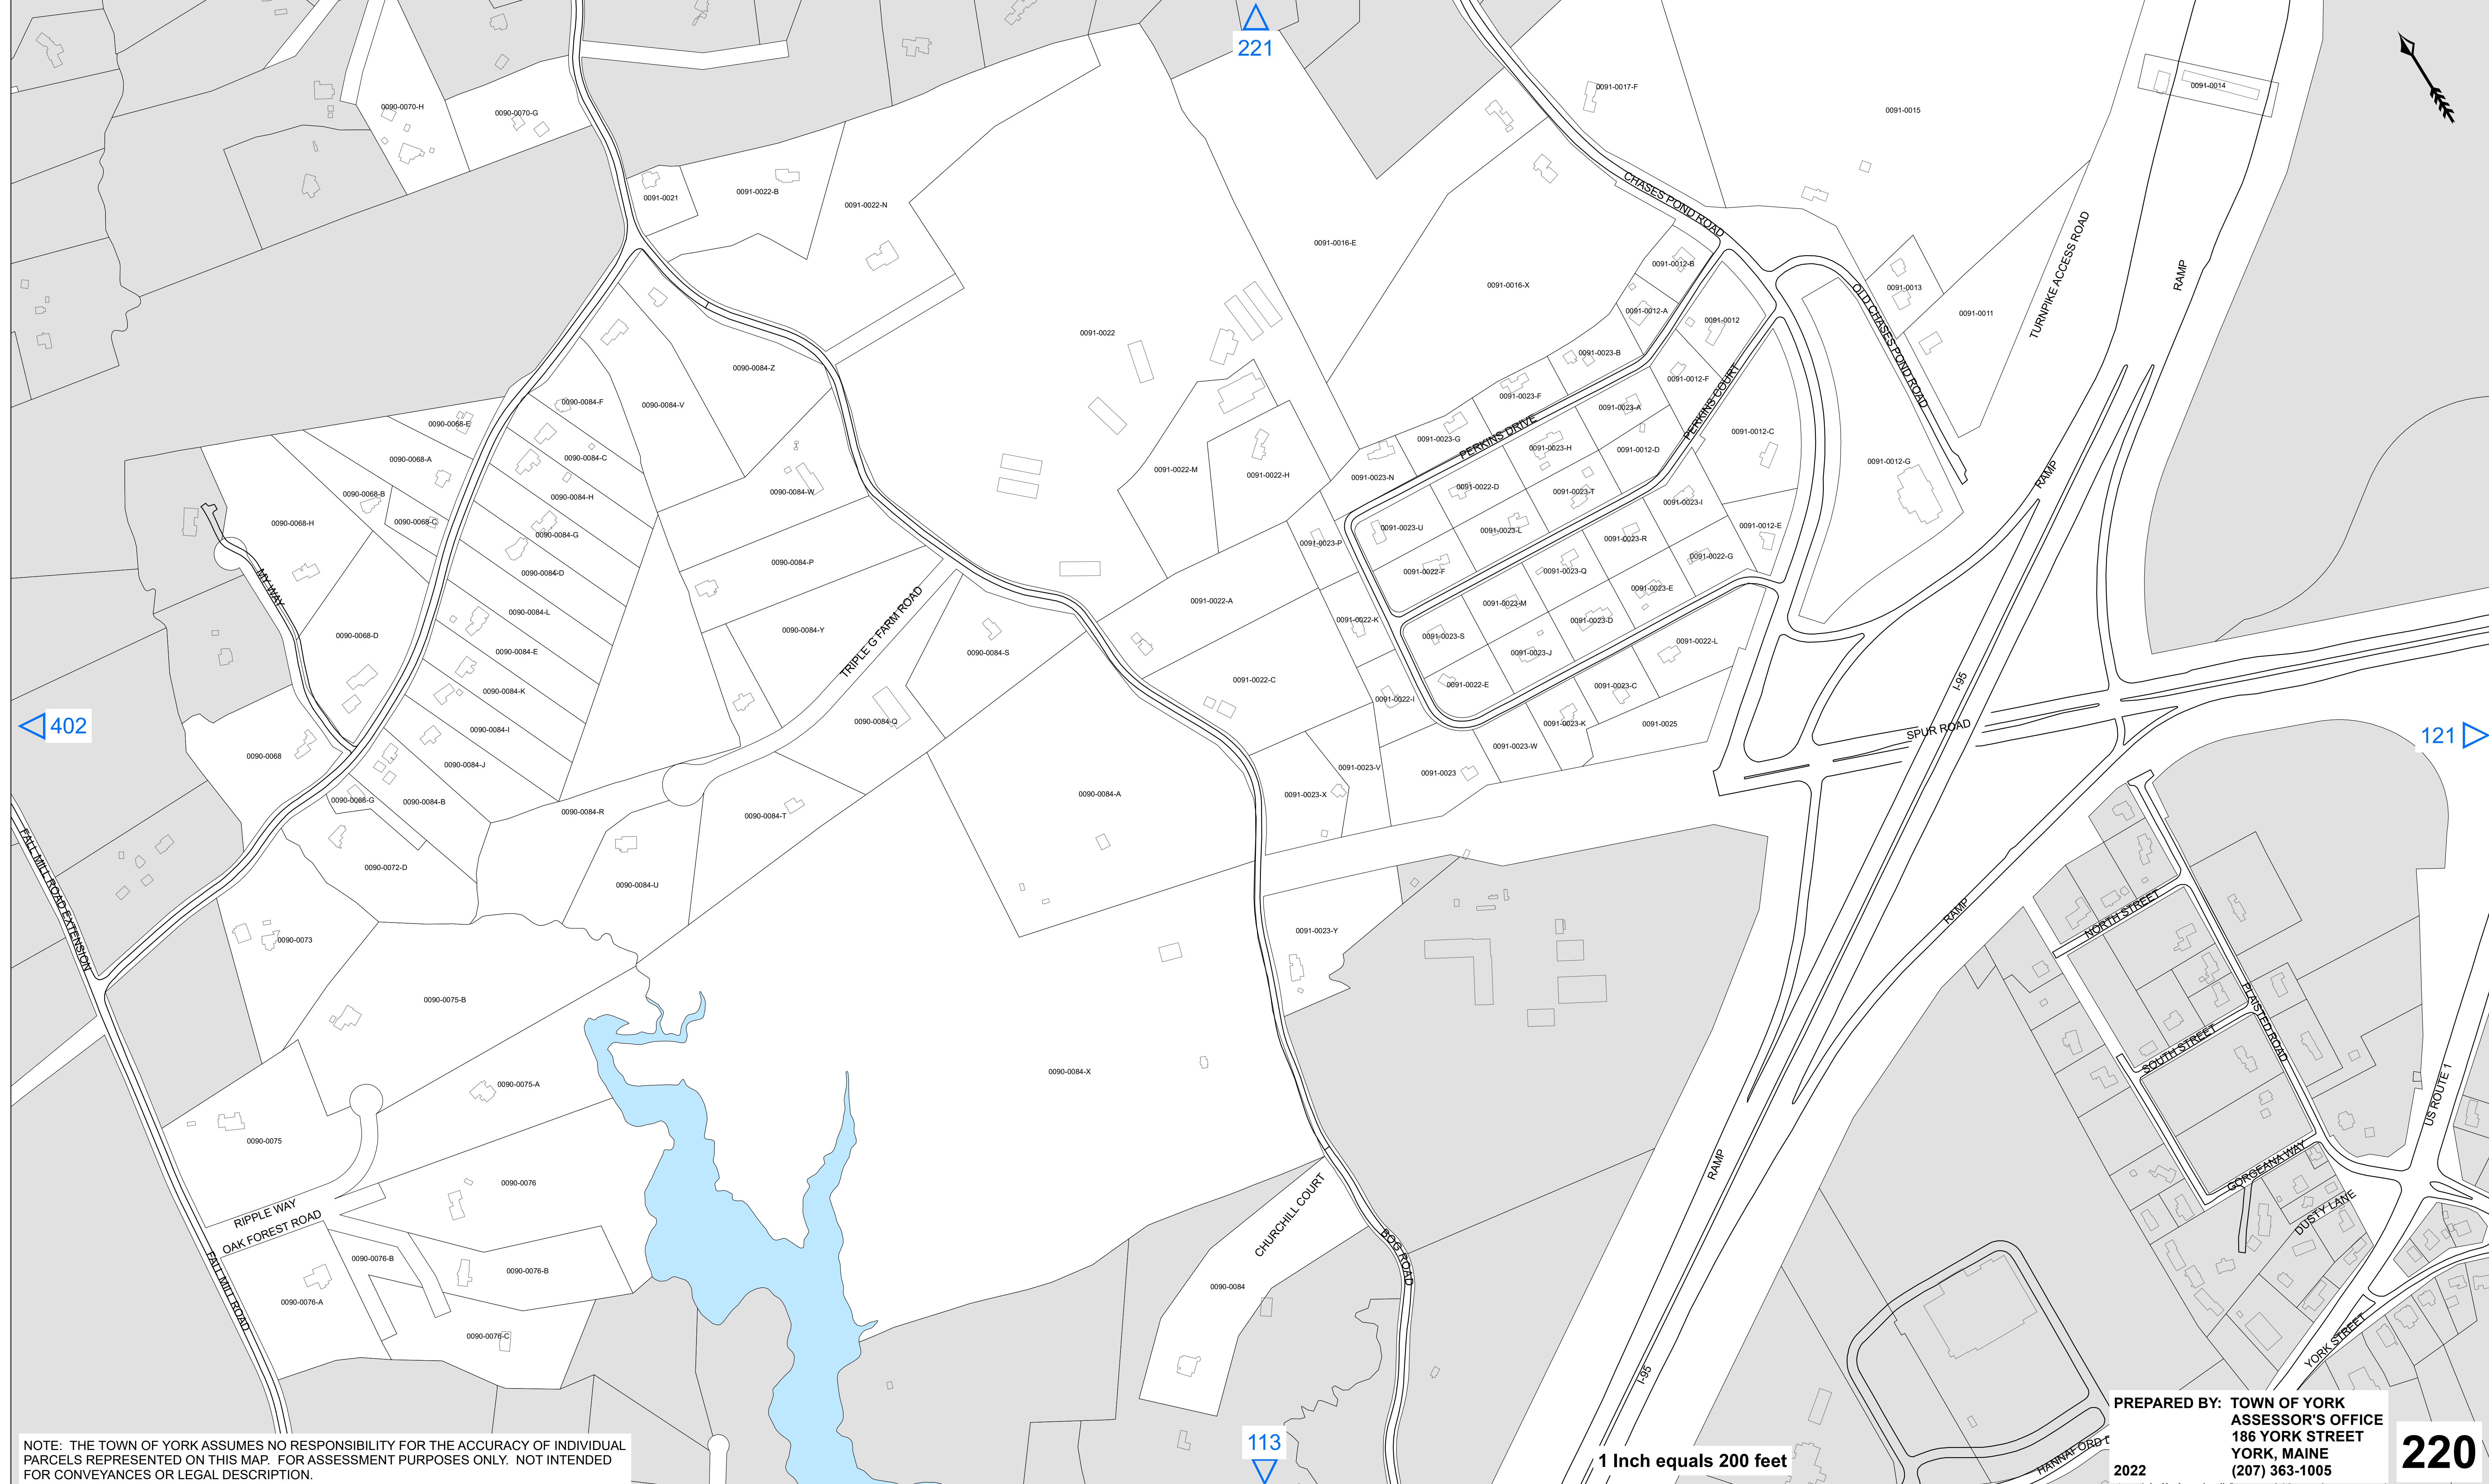 221
0090-0070-H
0090-0070-G
0091-0017-F
0091-0015
0091-0014
0091-0021
0091-0022-B
0091-0022-N
CHASES POND ROAD
0091-0016-E
0091-0012-B
0091-0016-X
OLD CHASES POND ROAD
0091-0013
TURNPIKE ACCESS ROAD
RAMP
0091-0012-A
0091-0012
0091-0011
0091-0022
0091-0023-B
0090-0084-Z
0091-0012-F
PERKINS COURT
0090-0084-F
0090-0084-V
0091-0023-F
0091-0023-A
0090-0068-E
0091-0023-G
PERKINS DRIVE
0091-0012-C
0090-0068-A
0090-0084-C
0091-0023-H
0091-0012-D
0091-0012-G
0091-0022-M
0091-0022-H
0091-0023-N
RAMP
0090-0068-B
0090-0084-H
0090-0084-W
0091-0022-D
0091-0023-T
0091-0023-I
0090-0068-H
0090-0068-C
0090-0084-G
0091-0023-U
0091-0023-L
0091-0012-E
0091-0023-P
0091-0023-R
0090-0084-P
0090-0084-D
0091-0022-F
0091-0023-Q
0091-0022-G
MY WAY
0091-0022-A
0091-0023-E
0090-0084-L
0091-0022-K
0091-0023-M
0091-0023-D
0090-0068-D
0090-0084-Y
TRIPLE G FARM ROAD
0091-0023-S
0091-0022-L
0090-0084-E
0090-0084-S
0091-0023-J
0090-0084-K
0091-0022-C
0091-0022-I
0091-0022-E
0091-0023-C
I-95
402
0090-0084-I
0090-0084-Q
0091-0023-K
0091-0025
SPUR ROAD
121
0090-0068
0090-0084-J
0091-0023-W
0091-0023-V
0091-0023
0090-0068-G
0090-0084-B
0090-0084-R
0090-0084-T
0090-0084-A
0091-0023-X
FALL MILL ROAD EXTENSION
0090-0072-D
0090-0084-U
RAMP
NORTH STREET
0090-0073
0091-0023-Y
0090-0075-B
PLAISTED ROAD
SOUTH STREET
0090-0084-X
0090-0075-A
US ROUTE 1
0090-0075
RAMP
GORGEANA WAY
0090-0076
RIPPLE WAY
OAK FOREST ROAD
CHURCHILL COURT
DUSTY LANE
0090-0076-B
0090-0076-B
BOG ROAD
0090-0084
FALL MILL ROAD
0090-0076-A
0090-0076-C
YORK STREET
I-95
113
HANNAFORD D
NOTE: THE TOWN OF YORK ASSUMES NO RESPONSIBILITY FOR THE ACCURACY OF INDIVIDUAL
PARCELS REPRESENTED ON THIS MAP. FOR ASSESSMENT PURPOSES ONLY. NOT INTENDED
FOR CONVEYANCES OR LEGAL DESCRIPTION.
1 Inch equals 200 feet
PREPARED BY: TOWN OF YORK
ASSESSOR'S OFFICE
186 YORK STREET
YORK, MAINE
2022 (207) 363-1005
220